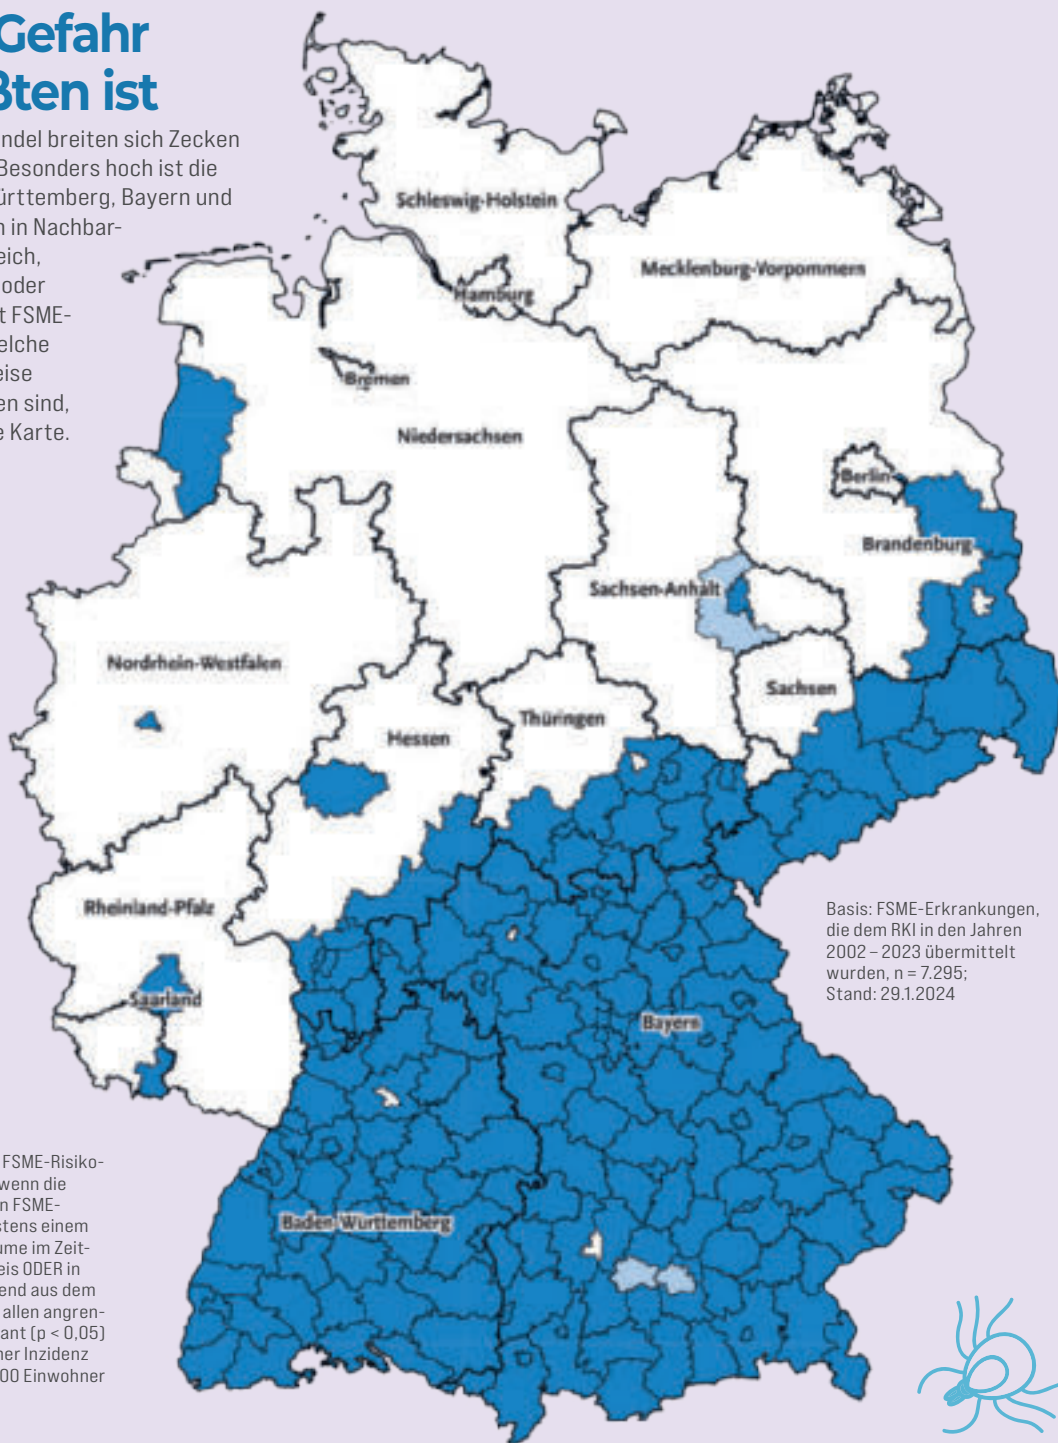 Gefahr
ßten ist
ndel breiten sich Zecken
Besonders hoch ist die
ürttemberg, Bayern und
n in Nachbar-
eich,
oder
t FSME-
elche
eise
en sind,
e Karte.
Schleswig-Holstein
Mecklenburg-Vorpommern
Hamburg
Bremen
Niedersachsen
Berlin
Brandenburg
Sachsen-Anhalt
Nordrhein-Westfalen
Sachsen
Thüringen
Hessen
Rheinland-Pfalz
Basis: FSME-Erkrankungen,
die dem RKI in den Jahren
2002 – 2023 übermittelt
wurden, n = 7.295;
Stand: 29.1.2024
Saarland
Bayern
FSME-Risiko-
wenn die
n FSME-
stens einem
ume im Zeit-
eis ODER in
end aus dem
allen angren-
ant (p < 0,05)
ner Inzidenz
00 Einwohner
Baden-Württemberg